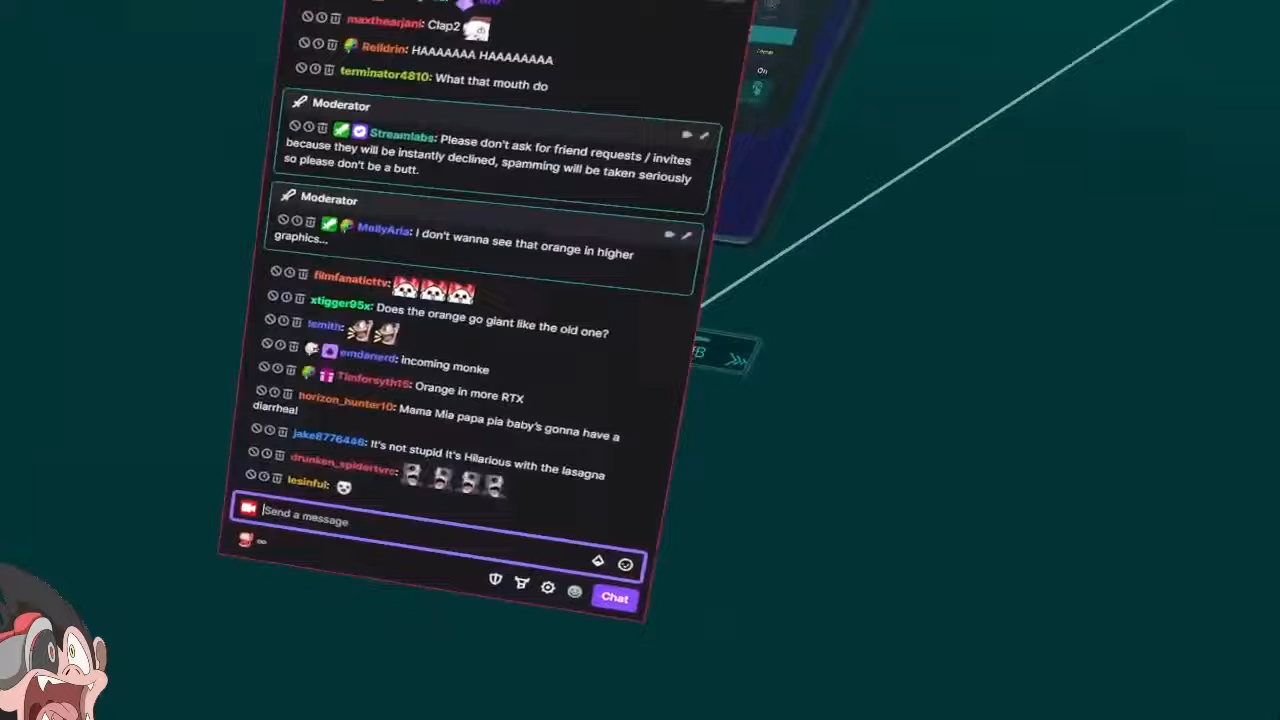 maxthearjani: Clap2
Relldrin: HAAAAAAA HAAAAAAAA
terminator4810: What that mouth do
Moderator
Streamlabs: Please don't ask for friend requests / invites
because they will be instantly declined, spamming will be taken seriously
so please don't be a butt.
Moderator
MellyAria: I don't wanna see that orange in higher
graphics...
filmfanaticttv:
xtigger95x: Does the orange go giant like the old one?
lemith:
emdanerd: incoming monke
Timforsyth16: Orange in more RTX
horizon_hunter10: Mama Mia papa pia baby's gonna have a
diarrheal
jake8776446: It's not stupid It's Hilarious with the lasagna
drunken_spidertvrc:
lesinful:
Send a message
Chat
On